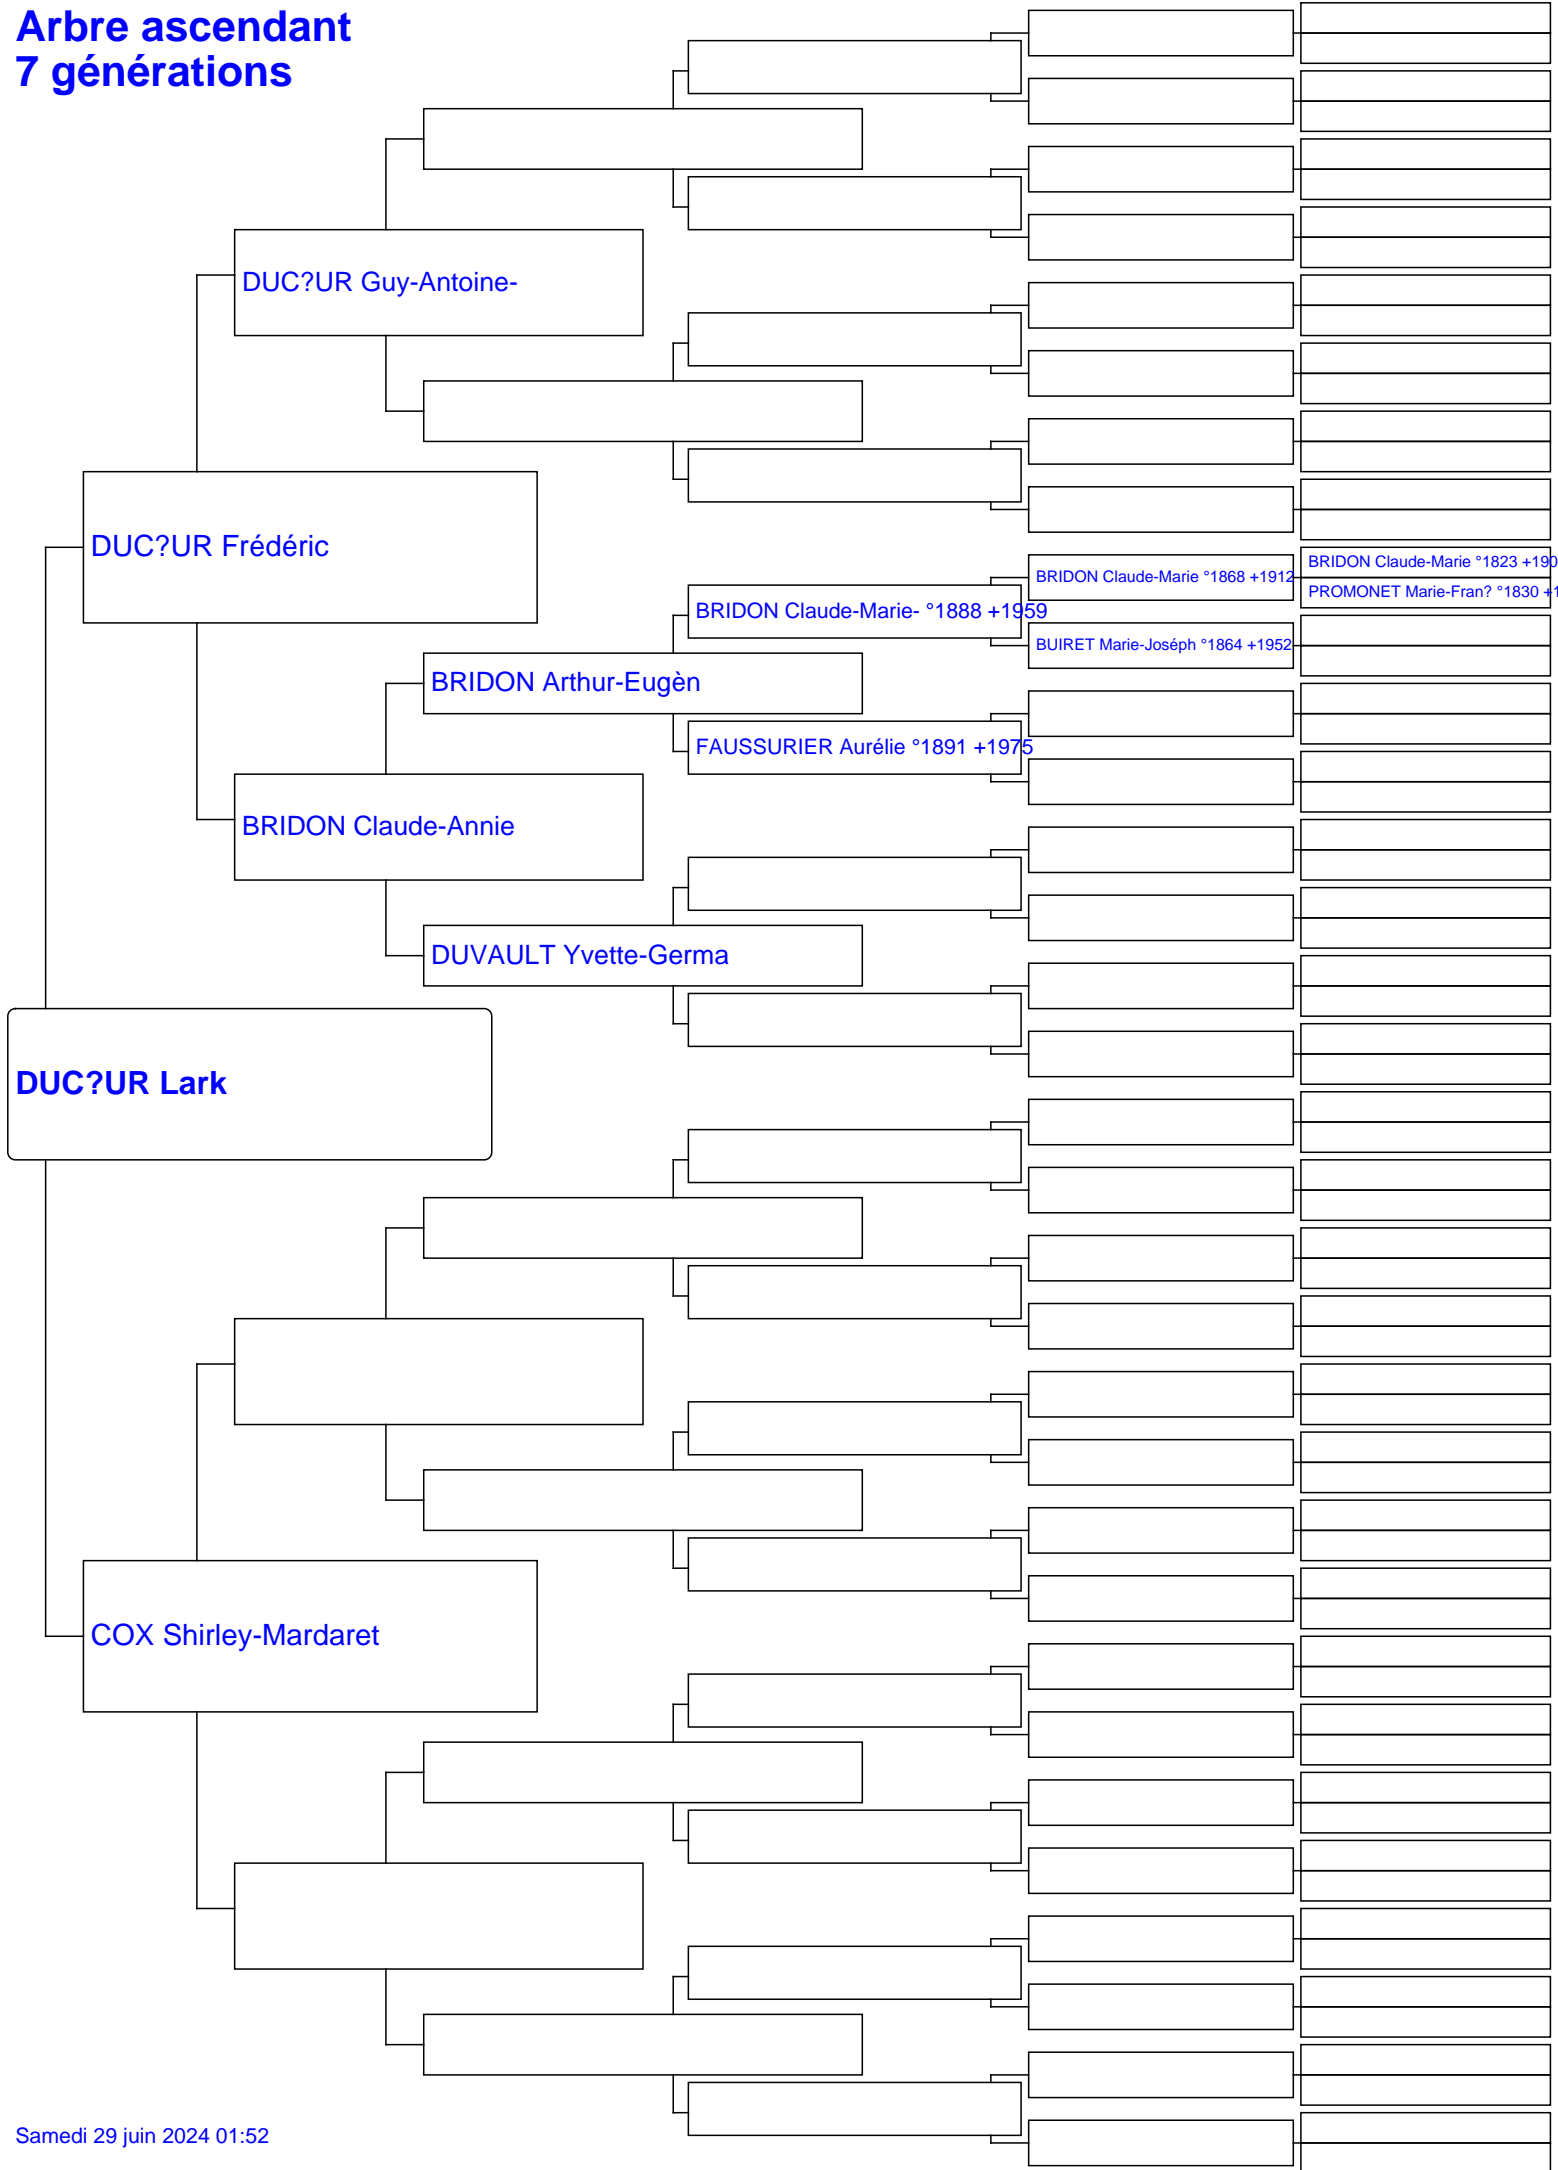 Arbre ascendant
7 générations
DUC?UR Guy-Antoine-
DUC?UR Frédéric
BRIDON Claude-Marie °1823 +190
BRIDON Claude-Marie °1868 +1912
PROMONET Marie-Fran? °1830 +1
BRIDON Claude-Marie- °1888 +1959
BUIRET Marie-Joséph °1864 +1952
BRIDON Arthur-Eugèn
FAUSSURIER Aurélie °1891 +1975
BRIDON Claude-Annie
DUVAULT Yvette-Germa
DUC?UR Lark
COX Shirley-Mardaret
Samedi 29 juin 2024 01:52